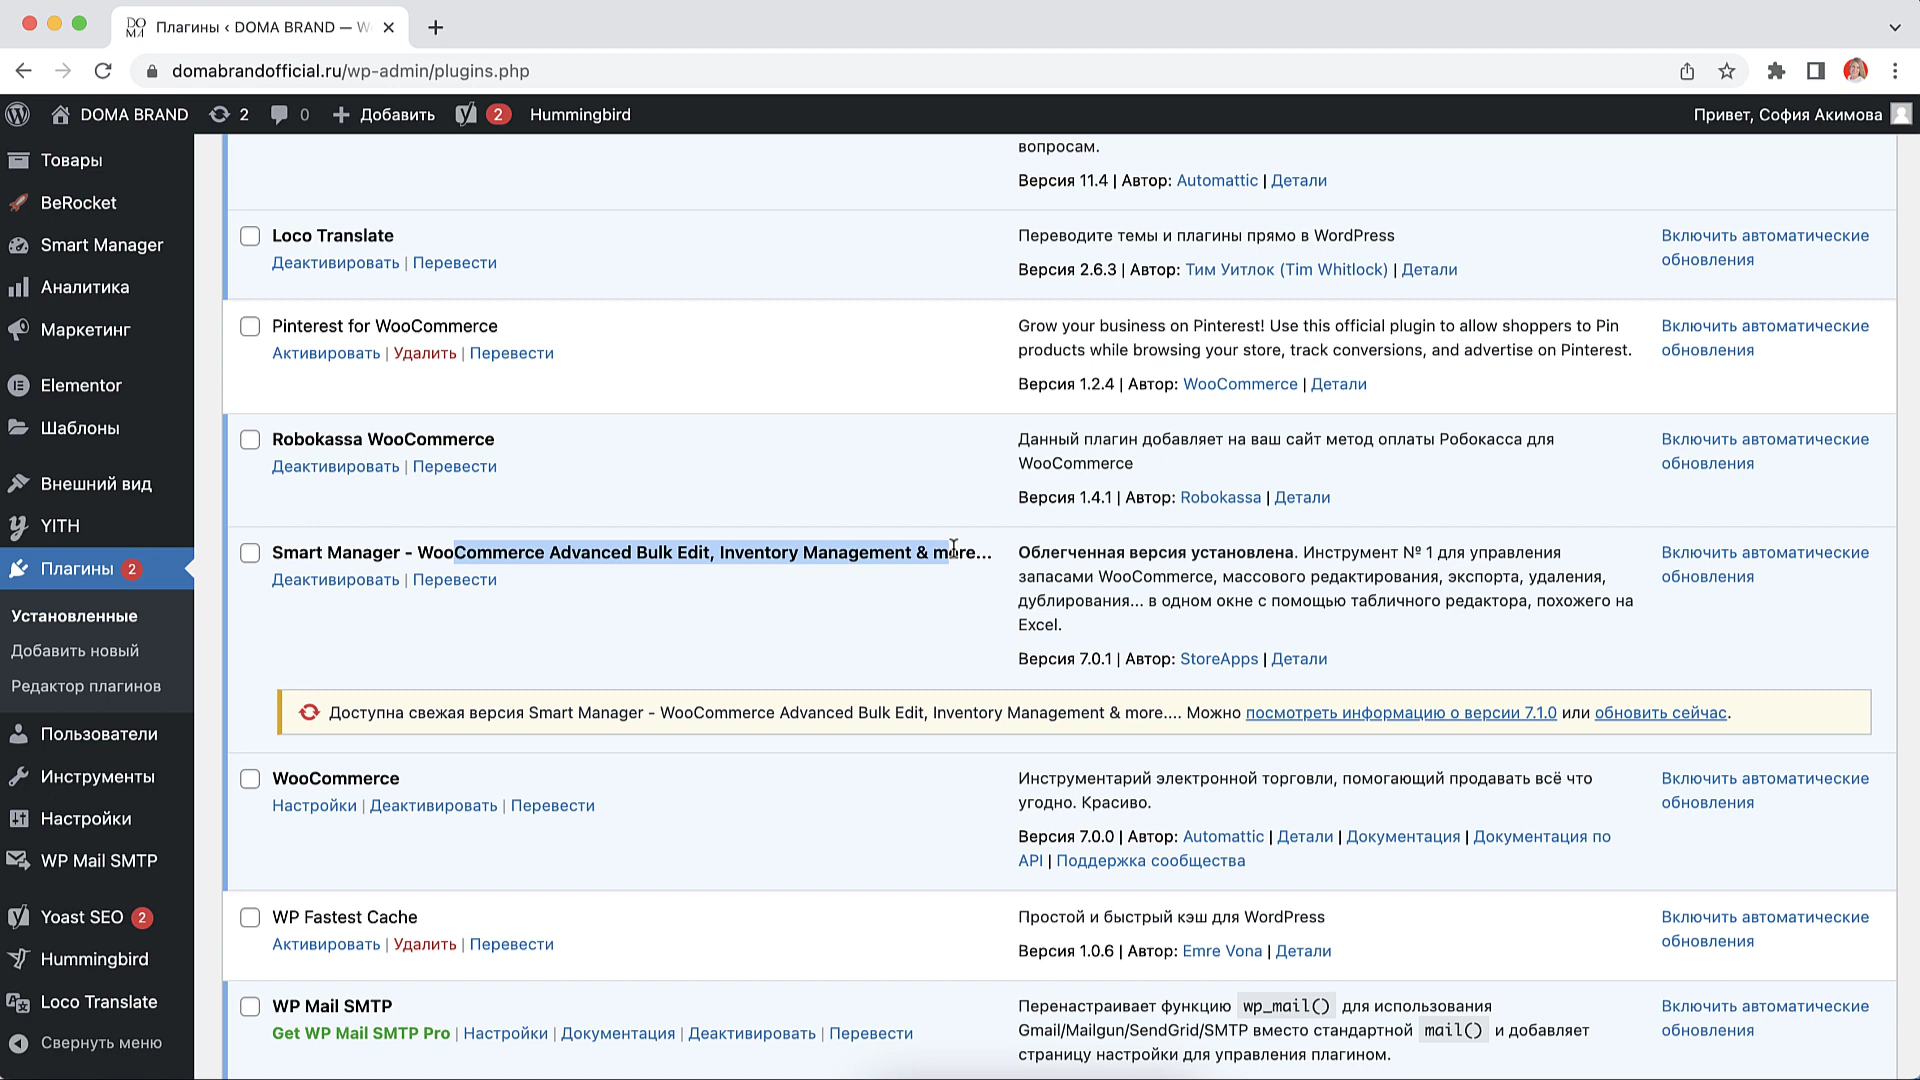 Плагины ‹ DOMA BRAND — W
domabrandofficial.ru/wp-admin/plugins.php
DOMA BRAND 2 0 Добавить 2 Hummingbird Привет, София Акимова
Товары
BeRocket
Smart Manager
Аналитика
Маркетинг
Elementor
Шаблоны
Внешний вид
YITH
Плагины 2
Установленные
Добавить новый
Редактор плагинов
Пользователи
Инструменты
Настройки
WP Mail SMTP
Yoast SEO 2
Hummingbird
Loco Translate
Свернуть меню
вопросам.
Версия 11.4 | Автор: Automattic | Детали
Loco Translate
Деактивировать | Перевести
Переводите темы и плагины прямо в WordPress
Версия 2.6.3 | Автор: Тим Уитлок (Tim Whitlock) | Детали
Включить автоматические
обновления
Pinterest for WooCommerce
Активировать | Удалить | Перевести
Grow your business on Pinterest! Use this official plugin to allow shoppers to Pin
products while browsing your store, track conversions, and advertise on Pinterest.
Версия 1.2.4 | Автор: WooCommerce | Детали
Включить автоматические
обновления
Robokassa WooCommerce
Деактивировать | Перевести
Данный плагин добавляет на ваш сайт метод оплаты Робокасса для
WooCommerce
Версия 1.4.1 | Автор: Robokassa | Детали
Включить автоматические
обновления
Smart Manager - WooCommerce Advanced Bulk Edit, Inventory Management & more...
Деактивировать | Перевести
Облегченная версия установлена. Инструмент № 1 для управления
запасами WooCommerce, массового редактирования, экспорта, удаления,
дублирования... в одном окне с помощью табличного редактора, похожего на
Excel.
Версия 7.0.1 | Автор: StoreApps | Детали
Включить автоматические
обновления
Доступна свежая версия Smart Manager - WooCommerce Advanced Bulk Edit, Inventory Management & more.... Можно посмотреть информацию о версии 7.1.0 или обновить сейчас.
WooCommerce
Настройки | Деактивировать | Перевести
Инструментарий электронной торговли, помогающий продавать всё что
угодно. Красиво.
Версия 7.0.0 | Автор: Automattic | Детали | Документация | Документация по
API | Поддержка сообщества
Включить автоматические
обновления
WP Fastest Cache
Активировать | Удалить | Перевести
Простой и быстрый кэш для WordPress
Версия 1.0.6 | Автор: Emre Vona | Детали
Включить автоматические
обновления
WP Mail SMTP
Get WP Mail SMTP Pro | Настройки | Документация | Деактивировать | Перевести
Перенастраивает функцию wp_mail() для использования
Gmail/Mailgun/SendGrid/SMTP вместо стандартной mail() и добавляет
страницу настройки для управления плагином.
Включить автоматические
обновления